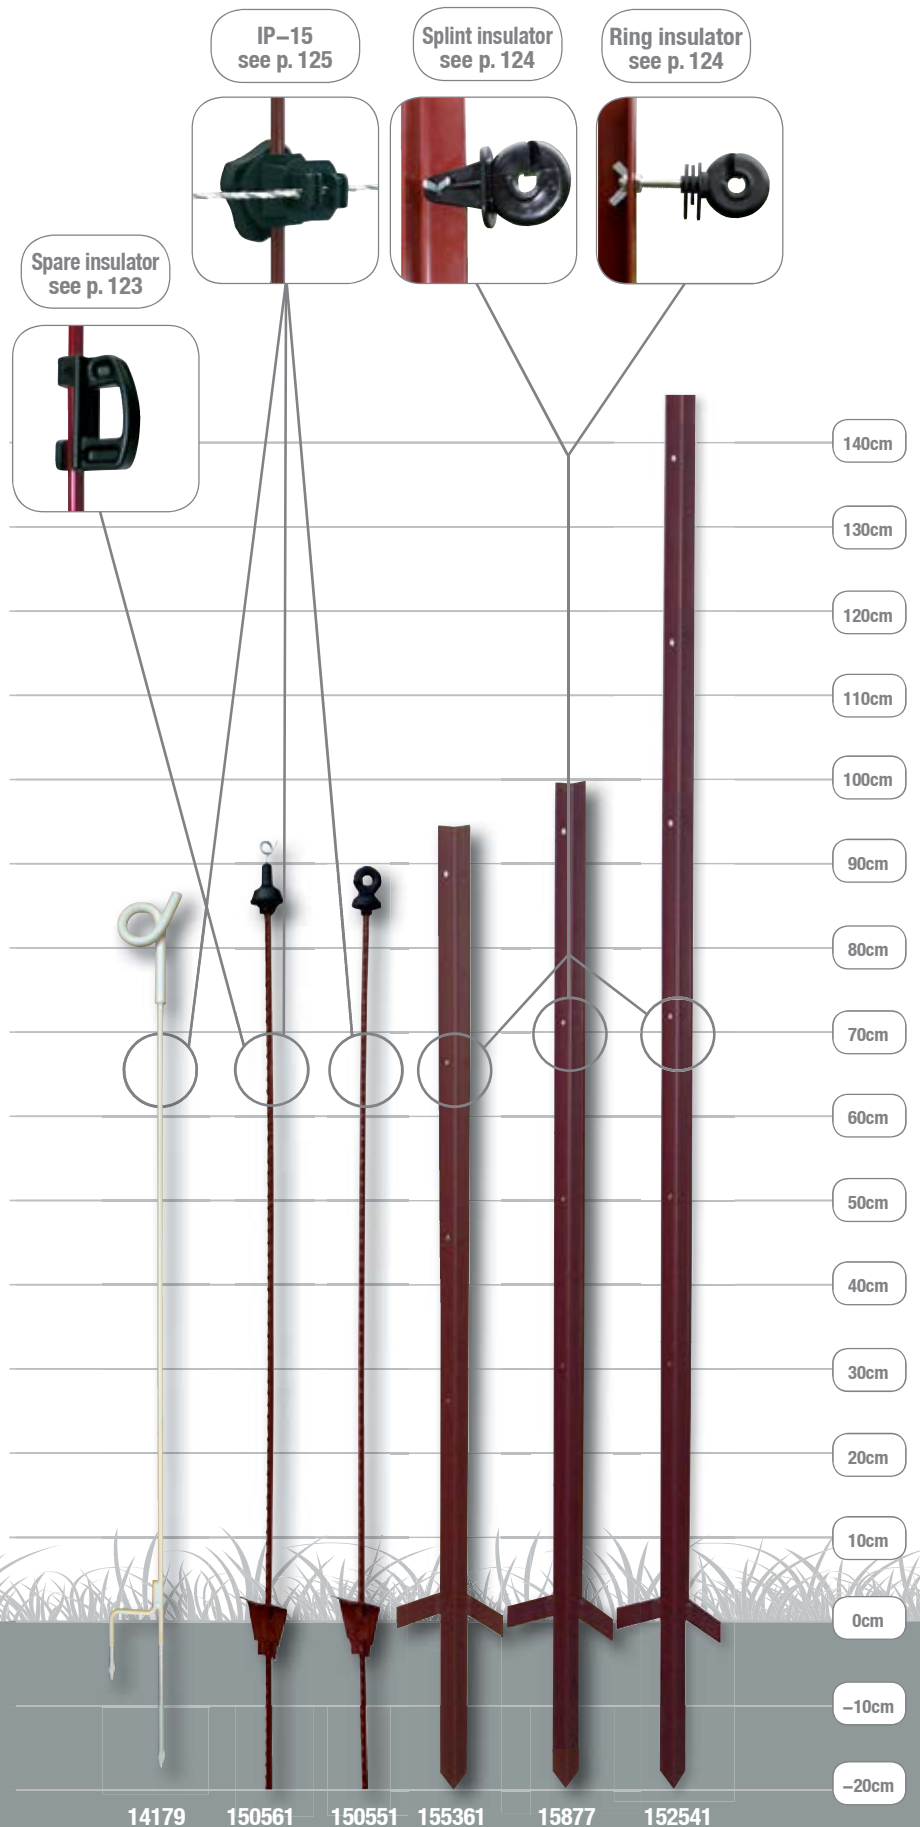 IP–15
see p. 125
Splint insulator
see p. 124
Ring insulator
see p. 124
Spare insulator
see p. 123
140cm
130cm
120cm
110cm
100cm
90cm
80cm
70cm
60cm
50cm
40cm
30cm
20cm
10cm
0cm
–10cm
–20cm
14179
150561
150551
155361
15877
152541